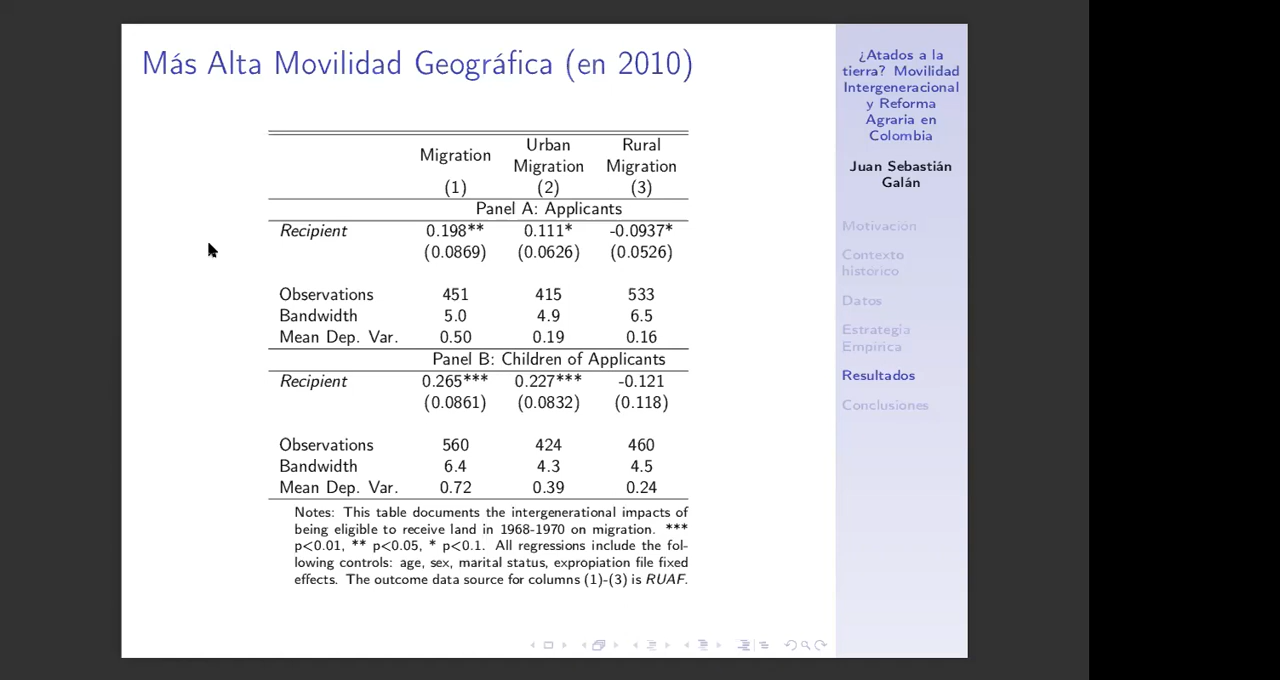 Más Alta Movilidad Geográfica (en 2010)
Migration Urban Migration Rural Migration
(1) (2) (3)
Panel A: Applicants
Recipient 0.198** 0.111* -0.0937*
(0.0869) (0.0626) (0.0526)
Observations 451 415 533
Bandwidth 5.0 4.9 6.5
Mean Dep. Var. 0.50 0.19 0.16
Panel B: Children of Applicants
Recipient 0.265*** 0.227*** -0.121
(0.0861) (0.0832) (0.118)
Observations 560 424 460
Bandwidth 6.4 4.3 4.5
Mean Dep. Var. 0.72 0.39 0.24
Notes: This table documents the intergenerational impacts of
being eligible to receive land in 1968-1970 on migration. ***
p<0.01, ** p<0.05, * p<0.1. All regressions include the fol-
lowing controls: age, sex, marital status, expropiation file fixed
effects. The outcome data source for columns (1)-(3) is RUAF.
¿Atados a la
tierra? Movilidad
Intergeneracional
y Reforma
Agraria en
Colombia
Juan Sebastián
Galán
Motivación
Contexto
historico
Datos
Estrategia
Empírica
Resultados
Conclusiones